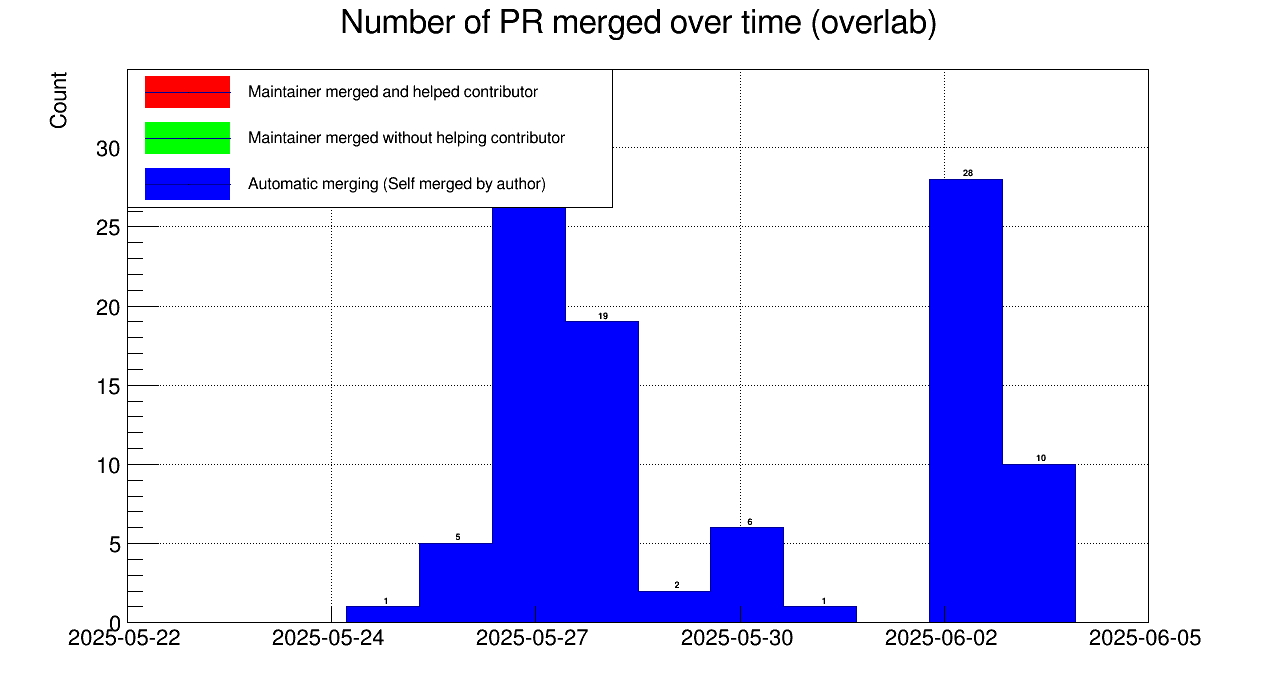 Number of PR merged over time (overlab)
Count
Maintainer merged and helped contributor
Maintainer merged without helping contributor
Automatic merging (Self merged by author)
30
25
20
15
10
5
0
28
19
10
6
5
2
1
1
2025-05-22 2025-05-24 2025-05-27 2025-05-30 2025-06-02 2025-06-05